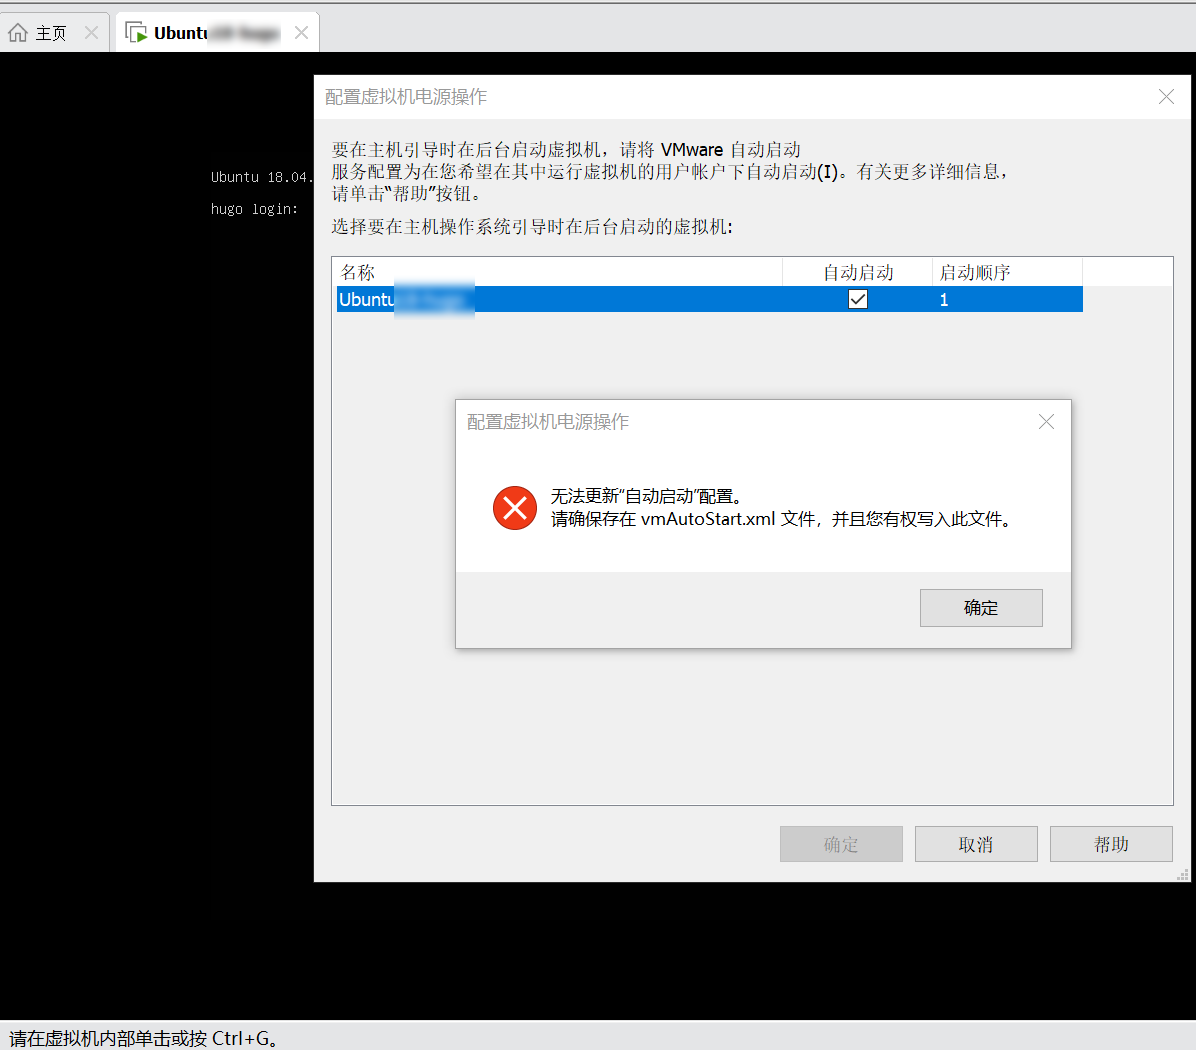 主页
Ubuntu
配置虚拟机电源操作
要在主机引导时在后台启动虚拟机，请将 VMware 自动启动
服务配置为在您希望在其中运行虚拟机的用户帐户下自动启动(I)。有关更多详细信息，
请单击“帮助”按钮。
选择要在主机操作系统引导时在后台启动的虚拟机:
Ubuntu 18.04.
hugo login:
名称 自动启动 启动顺序
Ubuntu 1
配置虚拟机电源操作
无法更新“自动启动”配置。
请确保存在 vmAutoStart.xml 文件，并且您有权写入此文件。
确定
确定 取消 帮助
请在虚拟机内部单击或按 Ctrl+G。